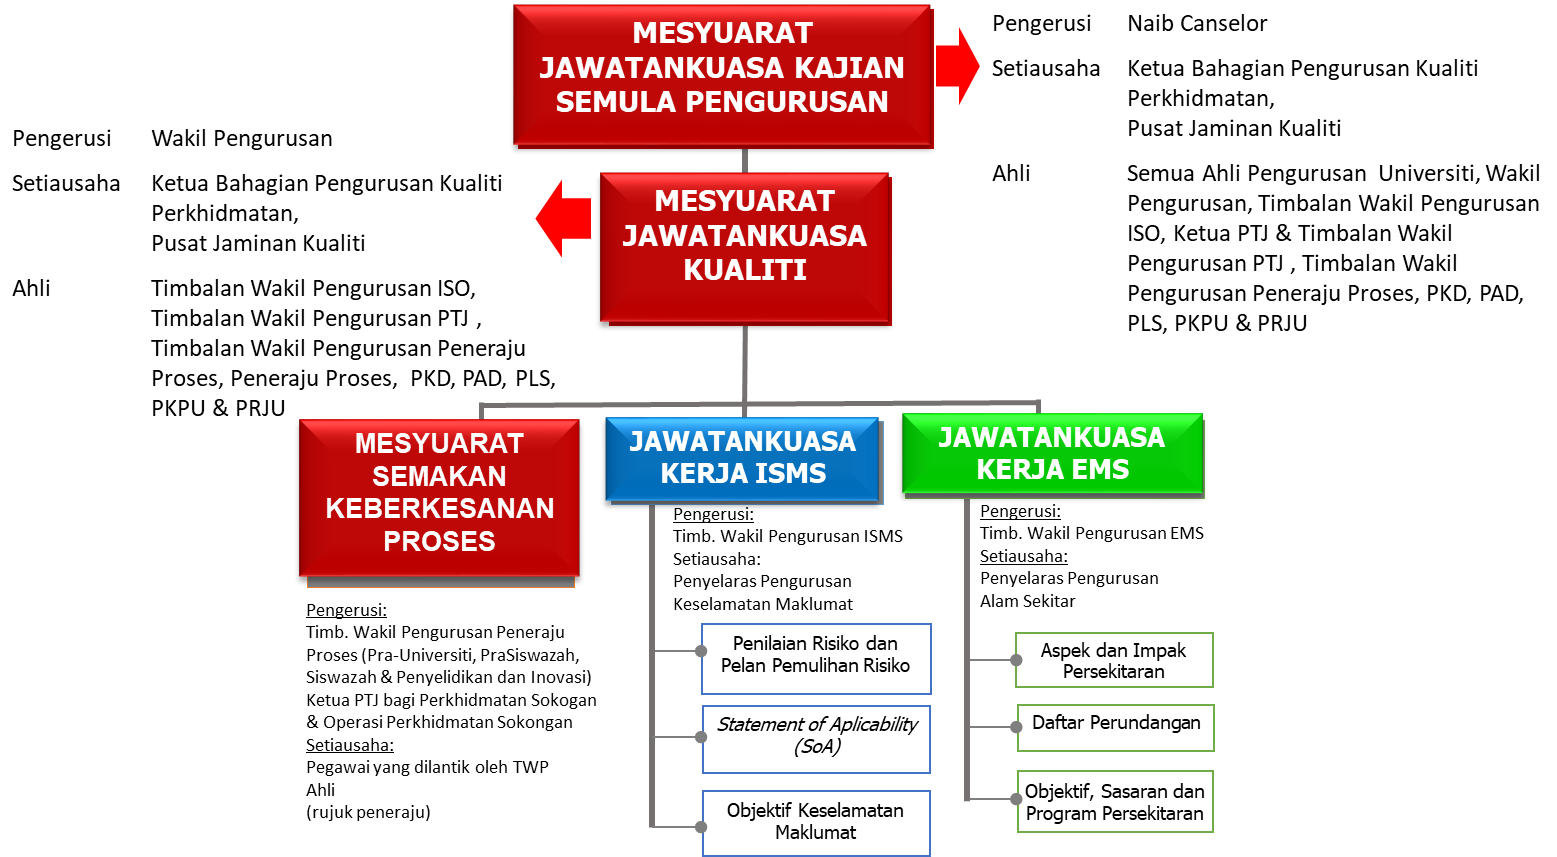 MESYUARAT
JAWATANKUASA KAJIAN
SEMULA PENGURUSAN
Pengerusi Naib Canselor
Setiausaha Ketua Bahagian Pengurusan Kualiti
Perkhidmatan,
Pusat Jaminan Kualiti
Ahli Semua Ahli Pengurusan Universiti, Wakil
Pengurusan, Timbalan Wakil Pengurusan
ISO, Ketua PTJ & Timbalan Wakil
Pengurusan PTJ , Timbalan Wakil
Pengurusan Peneraju Proses, PKD, PAD,
PLS, PKPU & PRJU
Pengerusi Wakil Pengurusan
Setiausaha Ketua Bahagian Pengurusan Kualiti
Perkhidmatan,
Pusat Jaminan Kualiti
Ahli Timbalan Wakil Pengurusan ISO,
Timbalan Wakil Pengurusan PTJ ,
Timbalan Wakil Pengurusan Peneraju
Proses, Peneraju Proses, PKD, PAD, PLS,
PKPU & PRJU
MESYUARAT
JAWATANKUASA
KUALITI
MESYUARAT
SEMAKAN
KEBERKESANAN
PROSES
Pengerusi:
Timb. Wakil Pengurusan Peneraju
Proses (Pra-Universiti, PraSiswazah,
Siswazah & Penyelidikan dan Inovasi)
Ketua PTJ bagi Perkhidmatan Sokogan
& Operasi Perkhidmatan Sokongan
Setiausaha:
Pegawai yang dilantik oleh TWP
Ahli
(rujuk peneraju)
JAWATANKUASA
KERJA ISMS
Pengerusi:
Timb. Wakil Pengurusan ISMS
Setiausaha:
Penyelaras Pengurusan
Keselamatan Maklumat
Penilaian Risiko dan
Pelan Pemulihan Risiko
Statement of Aplicability
(SoA)
Objektif Keselamatan
Maklumat
JAWATANKUASA
KERJA EMS
Pengerusi:
Timb. Wakil Pengurusan EMS
Setiausaha:
Penyelaras Pengurusan
Alam Sekitar
Aspek dan Impak
Persekitaran
Daftar Perundangan
Objektif, Sasaran dan
Program Persekitaran